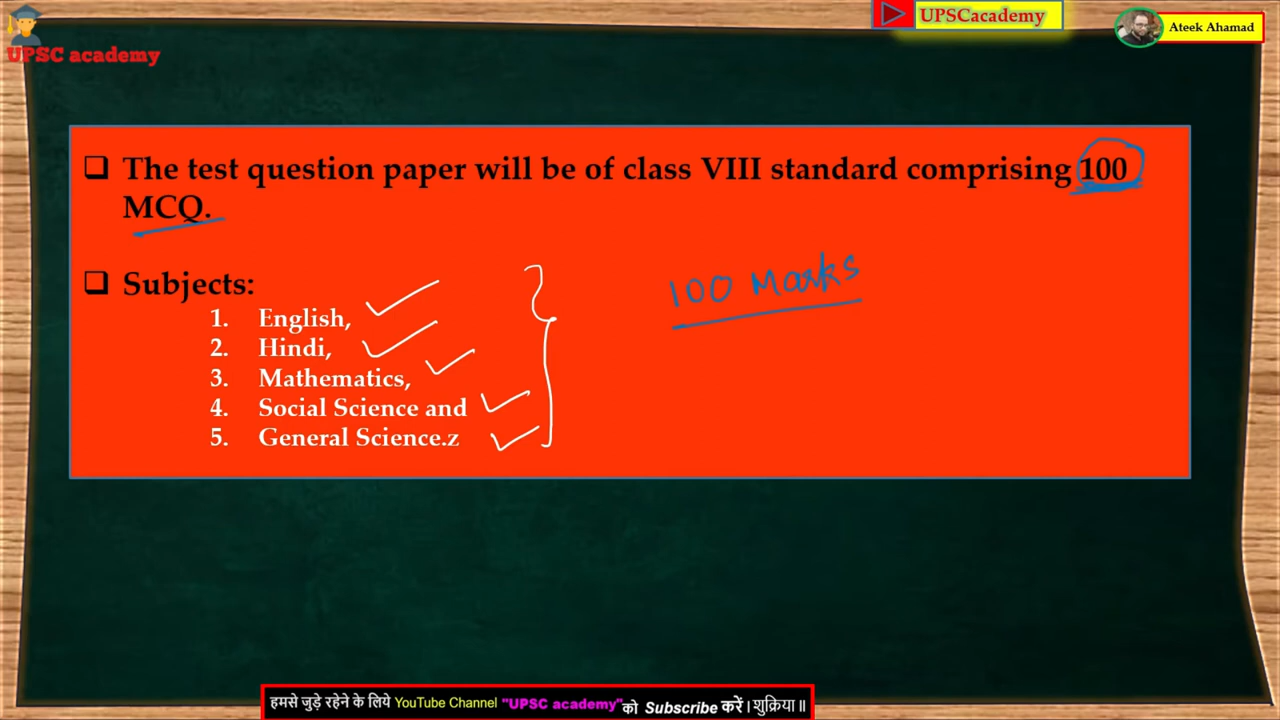 UPSC academy
UPSCacademy
Ateek Ahamad
❑ The test question paper will be of class VIII standard comprising 100
MCQ.
❑ Subjects:
1. English,
2. Hindi,
3. Mathematics,
4. Social Science and
5. General Science.z
100 Marks
हमसे जुड़े रहेने के लिये YouTube Channel "UPSC academy" को Subscribe करें। शुक्रिया॥